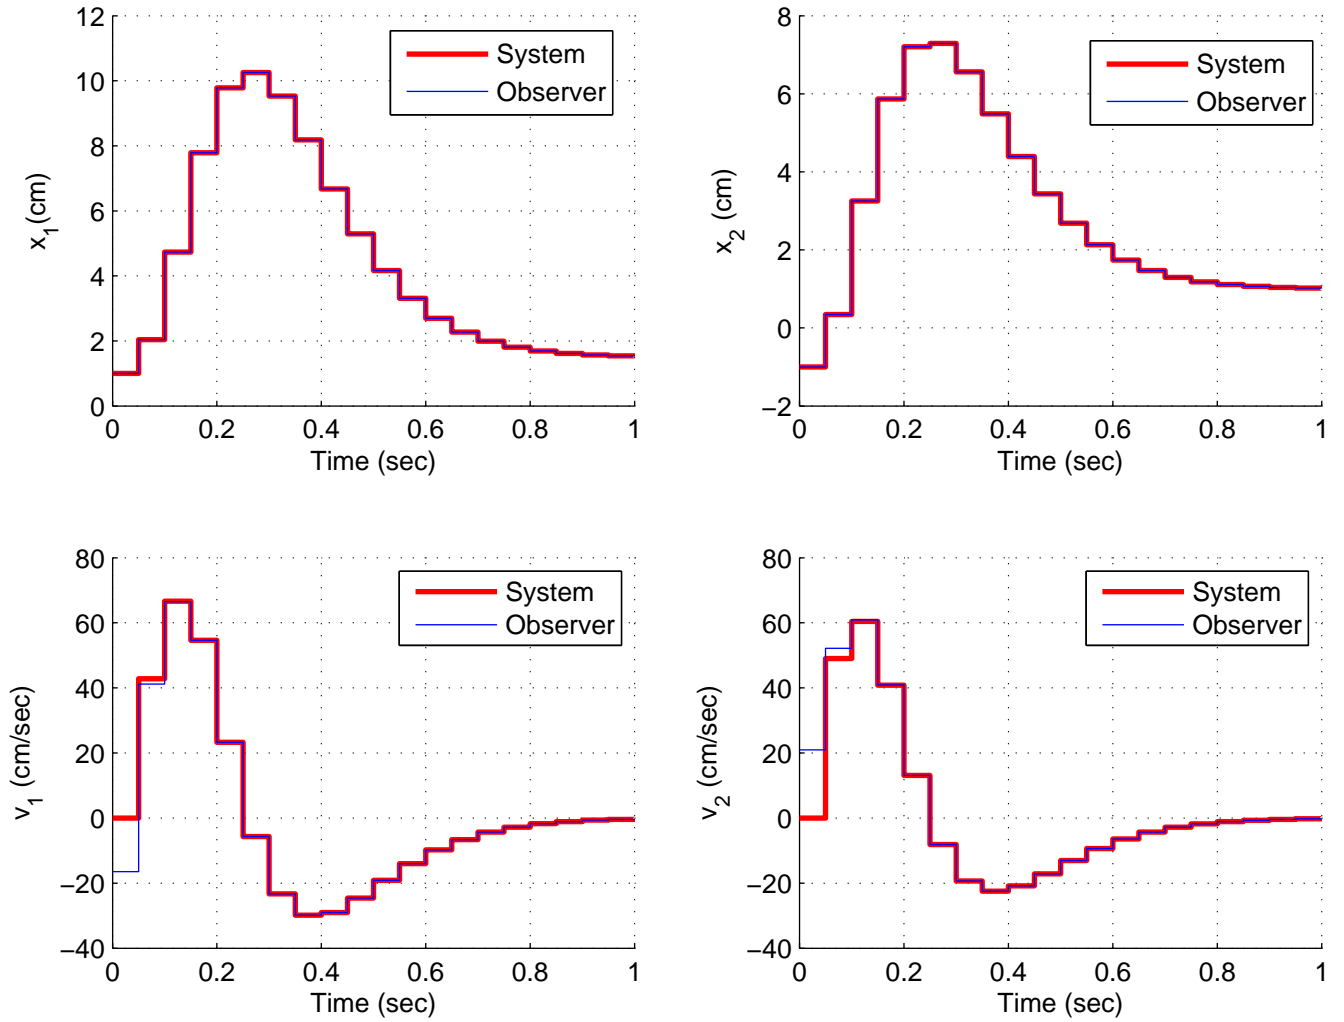 12
10
8
6
4
2
0
x1(cm)
System
Observer
0 0.2 0.4 0.6 0.8 1
Time (sec)
8
6
4
2
0
−2
x2 (cm)
System
Observer
0 0.2 0.4 0.6 0.8 1
Time (sec)
80
60
40
20
0
−20
−40
v1 (cm/sec)
System
Observer
0 0.2 0.4 0.6 0.8 1
Time (sec)
80
60
40
20
0
−20
−40
v2 (cm/sec)
System
Observer
0 0.2 0.4 0.6 0.8 1
Time (sec)